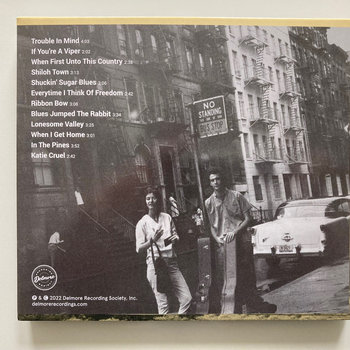 Trouble In Mind 4:03
If You're A Viper 2:02
When First Unto This Country 2:55
Shiloh Town 3:13
Shuckin' Sugar Blues 3:06
Everytime I Think Of Freedom 2:42
Ribbon Bow 3:06
Blues Jumped The Rabbit 3:34
Lonesome Valley 3:25
When I Get Home 3:01
In The Pines 3:52
Katie Cruel 2:42
NO
STANDING
Delmore
℗ & © 2022 Delmore Recording Society, Inc.
delmorerecordings.com